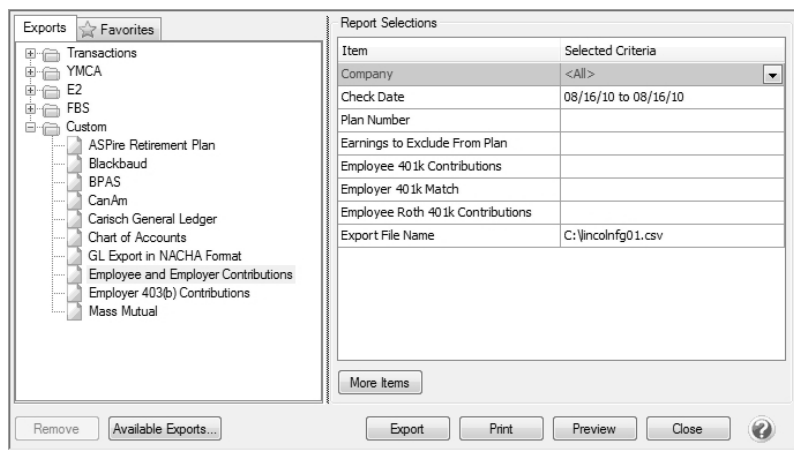 Exports
Favorites
Transactions
YMCA
E2
FBS
Custom
ASPire Retirement Plan
Blackbaud
BPAS
CanAm
Carisch General Ledger
Chart of Accounts
GL Export in NACHA Format
Employee and Employer Contributions
Employer 403(b) Contributions
Mass Mutual
Report Selections
Item Selected Criteria
Company <All>
Check Date 08/16/10 to 08/16/10
Plan Number
Earnings to Exclude From Plan
Employee 401k Contributions
Employer 401k Match
Employee Roth 401k Contributions
Export File Name C:\lincolnfg01.csv
More Items
Remove Available Exports... Export Print Preview Close ?